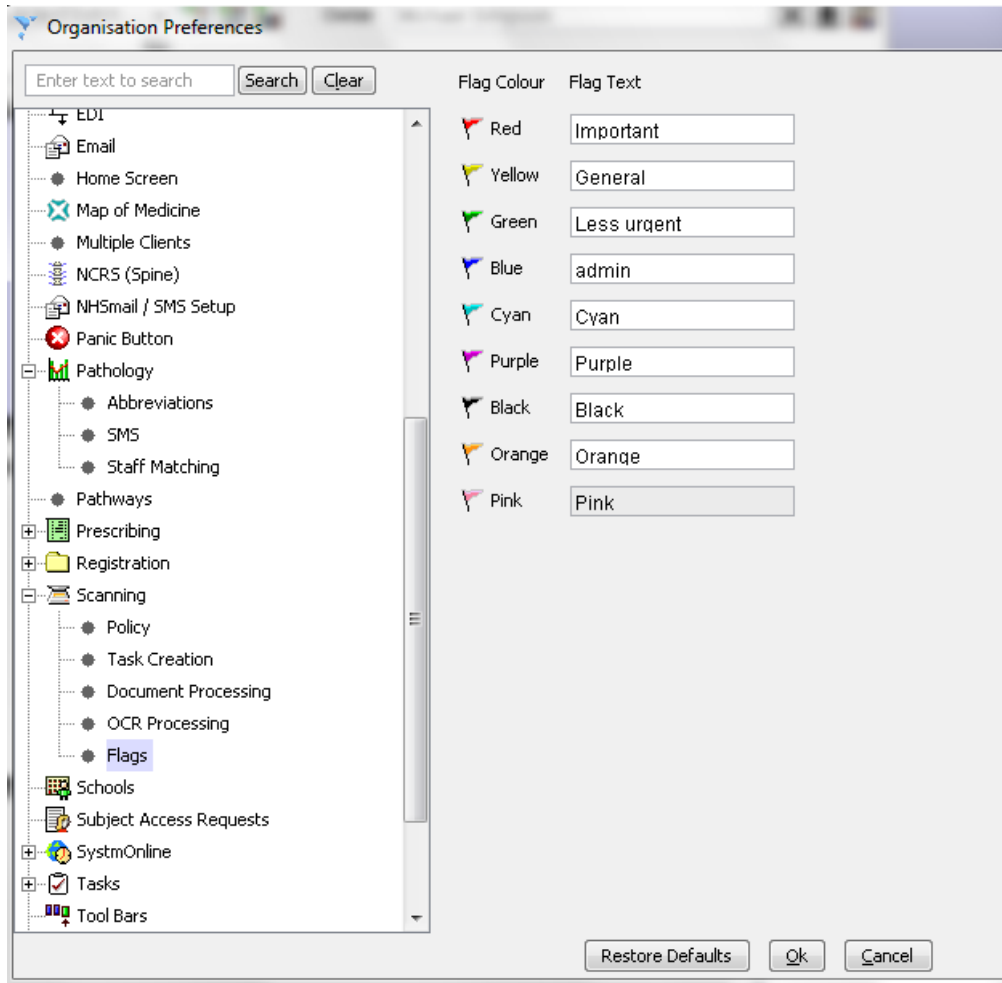 Organisation Preferences
Enter text to search Search Clear
EDI
Email
Home Screen
Map of Medicine
Multiple Clients
NCRS (Spine)
NHSmail / SMS Setup
Panic Button
Pathology
Abbreviations
SMS
Staff Matching
Pathways
Prescribing
Registration
Scanning
Policy
Task Creation
Document Processing
OCR Processing
Flags
Schools
Subject Access Requests
SystmOnline
Tasks
Tool Bars
Flag Colour Flag Text
Red Important
Yellow General
Green Less urgent
Blue admin
Cyan Cyan
Purple Purple
Black Black
Orange Orange
Pink Pink
Restore Defaults Ok Cancel